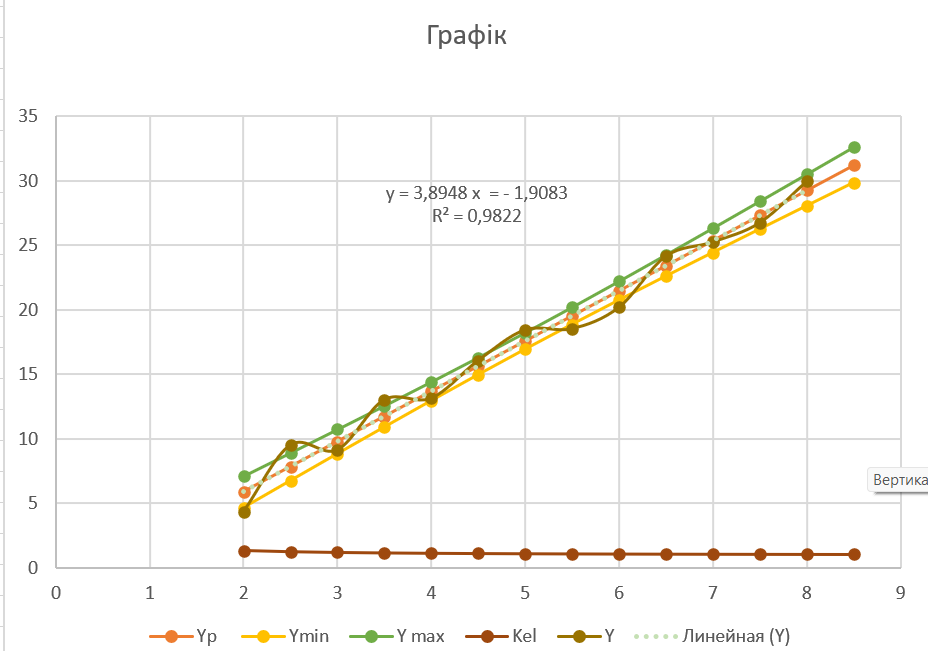 Графік
35
30
25
20
15
10
5
0
y = 3,8948 x  = - 1,9083
R² = 0,9822
Вертика
0 1 2 3 4 5 6 7 8 9
Yp Ymin Y max Kel Y Линейная (Y)